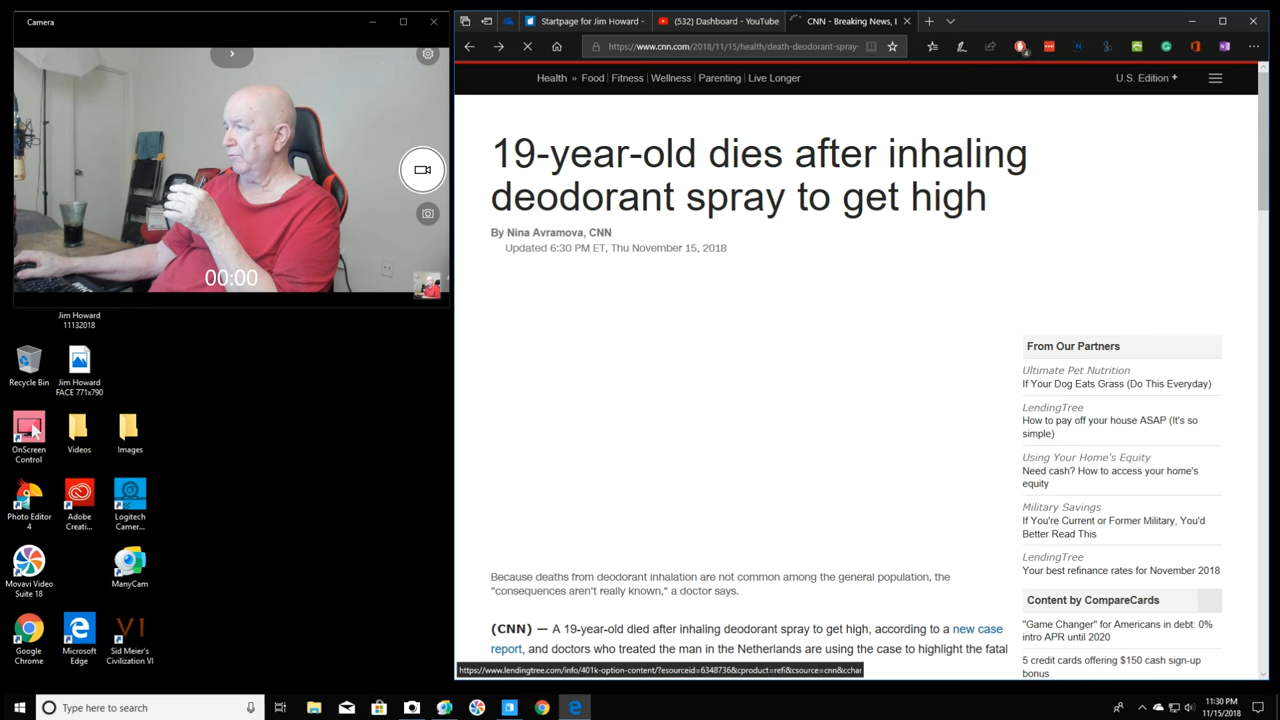 Camera
00:00
Jim Howard
11132018
Recycle Bin
Jim Howard
FACE 771x790
OnScreen
Control
Videos
Images
Photo Editor
4
Adobe
Creati...
Logitech
Camer...
Movavi Video
Suite 18
ManyCam
Google
Chrome
Microsoft
Edge
Sid Meier's
Civilization VI
Startpage for Jim Howard -
(532) Dashboard - YouTube
CNN - Breaking News, I
https://www.cnn.com/2018/11/15/health/death-deodorant-spray-
4
Health » Food | Fitness | Wellness | Parenting | Live Longer
U.S. Edition +
19-year-old dies after inhaling
deodorant spray to get high
By Nina Avramova, CNN
Updated 6:30 PM ET, Thu November 15, 2018
Because deaths from deodorant inhalation are not common among the general population, the
"consequences aren't really known," a doctor says.
(CNN) — A 19-year-old died after inhaling deodorant spray to get high, according to a new case
report, and doctors who treated the man in the Netherlands are using the case to highlight the fatal
From Our Partners
Ultimate Pet Nutrition
If Your Dog Eats Grass (Do This Everyday)
LendingTree
How to pay off your house ASAP (It's so
simple)
Using Your Home's Equity
Need cash? How to access your home's
equity
Military Savings
If You're Current or Former Military, You'd
Better Read This
LendingTree
Your best refinance rates for November 2018
Content by CompareCards
"Game Changer" for Americans in debt: 0%
intro APR until 2020
5 credit cards offering $150 cash sign-up
bonus
https://www.lendingtree.com/info/401k-option-content/?esourceid=6348736&cproduct=refi&csource=cnn&cchar
Type here to search
11:30 PM
11/15/2018